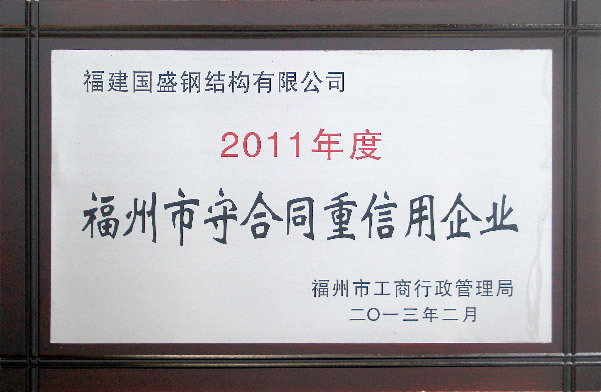 福建国盛钢结构有限公司
2011年度
福州市守合同重信用企业
福州市工商行政管理局
二〇一三年二月